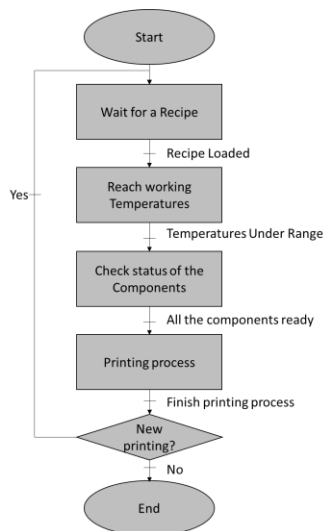 Start
Wait for a Recipe
Recipe Loaded
Yes
Reach working
Temperatures
Temperatures Under Range
Check status of the
Components
All the components ready
Printing process
Finish printing process
New
printing?
No
End